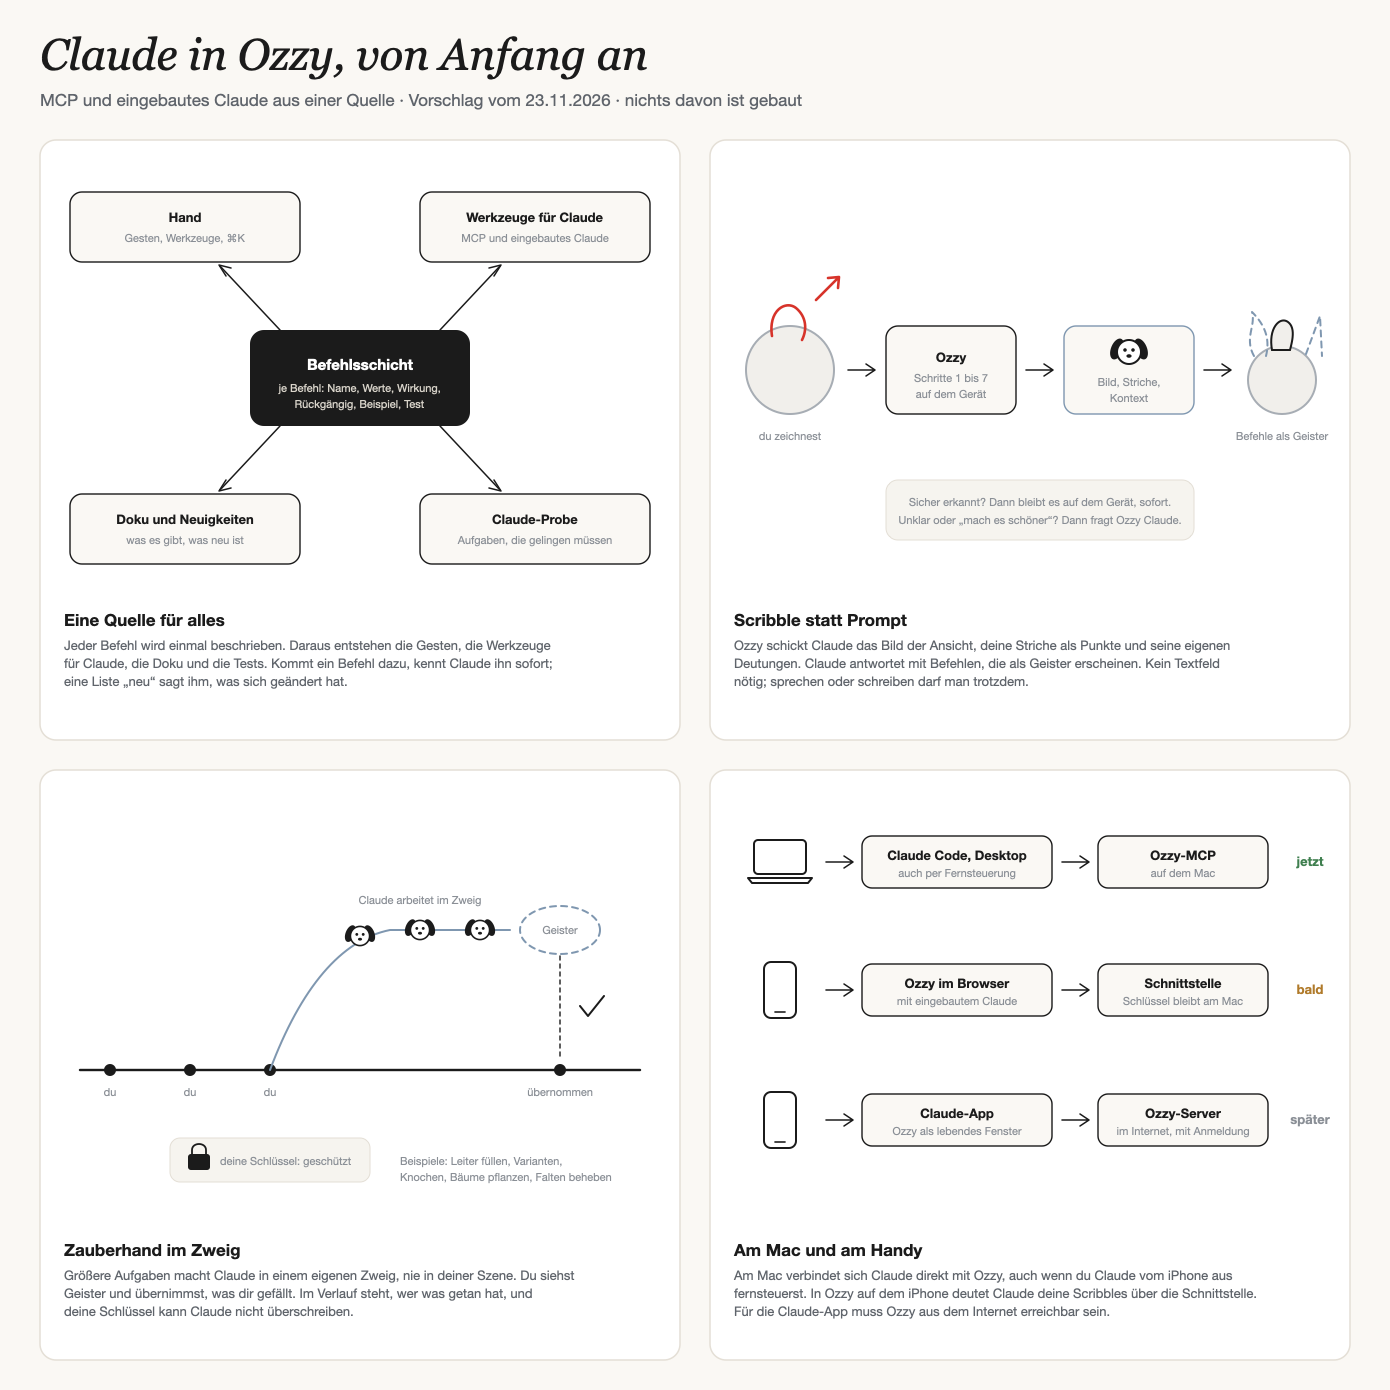 Claude in Ozzy, von Anfang an
MCP und eingebautes Claude aus einer Quelle · Vorschlag vom 23.11.2026 · nichts davon ist gebaut
Hand
Gesten, Werkzeuge, ⌘K
Werkzeuge für Claude
MCP und eingebautes Claude
Befehlsschicht
je Befehl: Name, Werte, Wirkung,
Rückgängig, Beispiel, Test
Doku und Neuigkeiten
was es gibt, was neu ist
Claude-Probe
Aufgaben, die gelingen müssen
Eine Quelle für alles
Jeder Befehl wird einmal beschrieben. Daraus entstehen die Gesten, die Werkzeuge
für Claude, die Doku und die Tests. Kommt ein Befehl dazu, kennt Claude ihn sofort;
eine Liste „neu“ sagt ihm, was sich geändert hat.
du zeichnest
Ozzy
Schritte 1 bis 7
auf dem Gerät
Bild, Striche,
Kontext
Befehle als Geister
Sicher erkannt? Dann bleibt es auf dem Gerät, sofort.
Unklar oder „mach es schöner“? Dann fragt Ozzy Claude.
Scribble statt Prompt
Ozzy schickt Claude das Bild der Ansicht, deine Striche als Punkte und seine eigenen
Deutungen. Claude antwortet mit Befehlen, die als Geister erscheinen. Kein Textfeld
nötig; sprechen oder schreiben darf man trotzdem.
Claude arbeitet im Zweig
Geister
du
du
du
übernommen
deine Schlüssel: geschützt
Beispiele: Leiter füllen, Varianten,
Knochen, Bäume pflanzen, Falten beheben
Zauberhand im Zweig
Größere Aufgaben macht Claude in einem eigenen Zweig, nie in deiner Szene. Du siehst
Geister und übernimmst, was dir gefällt. Im Verlauf steht, wer was getan hat, und
deine Schlüssel kann Claude nicht überschreiben.
Claude Code, Desktop
auch per Fernsteuerung
Ozzy-MCP
auf dem Mac
jetzt
Ozzy im Browser
mit eingebautem Claude
Schnittstelle
Schlüssel bleibt am Mac
bald
Claude-App
Ozzy als lebendes Fenster
Ozzy-Server
im Internet, mit Anmeldung
später
Am Mac und am Handy
Am Mac verbindet sich Claude direkt mit Ozzy, auch wenn du Claude vom iPhone aus
fernsteuerst. In Ozzy auf dem iPhone deutet Claude deine Scribbles über die Schnittstelle.
Für die Claude-App muss Ozzy aus dem Internet erreichbar sein.